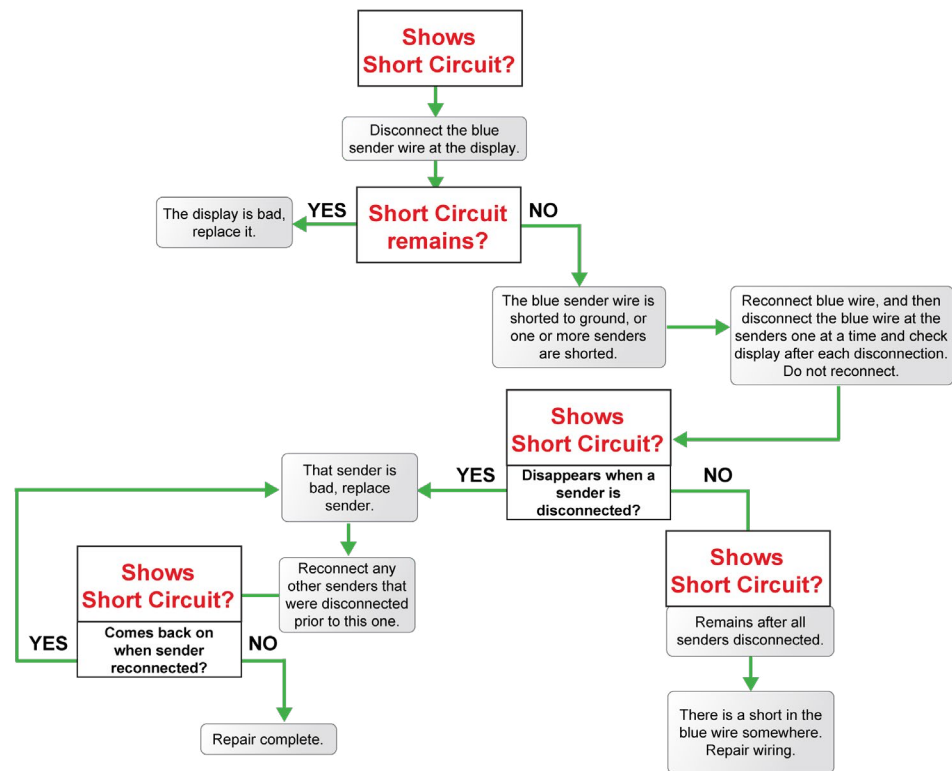 Shows
Short Circuit?
Disconnect the blue
sender wire at the display.
YES
Short Circuit
remains?
NO
The display is bad,
replace it.
The blue sender wire is
shorted to ground, or
one or more senders
are shorted.
Reconnect blue wire, and then
disconnect the blue wire at the
senders one at a time and check
display after each disconnection.
Do not reconnect.
Shows
Short Circuit?
Disappears when a
sender is
disconnected?
YES
NO
That sender is
bad, replace
sender.
Reconnect any
other senders that
were disconnected
prior to this one.
Shows
Short Circuit?
Comes back on
when sender
reconnected?
YES
NO
Repair complete.
Shows
Short Circuit?
Remains after all
senders disconnected.
There is a short in the
blue wire somewhere.
Repair wiring.